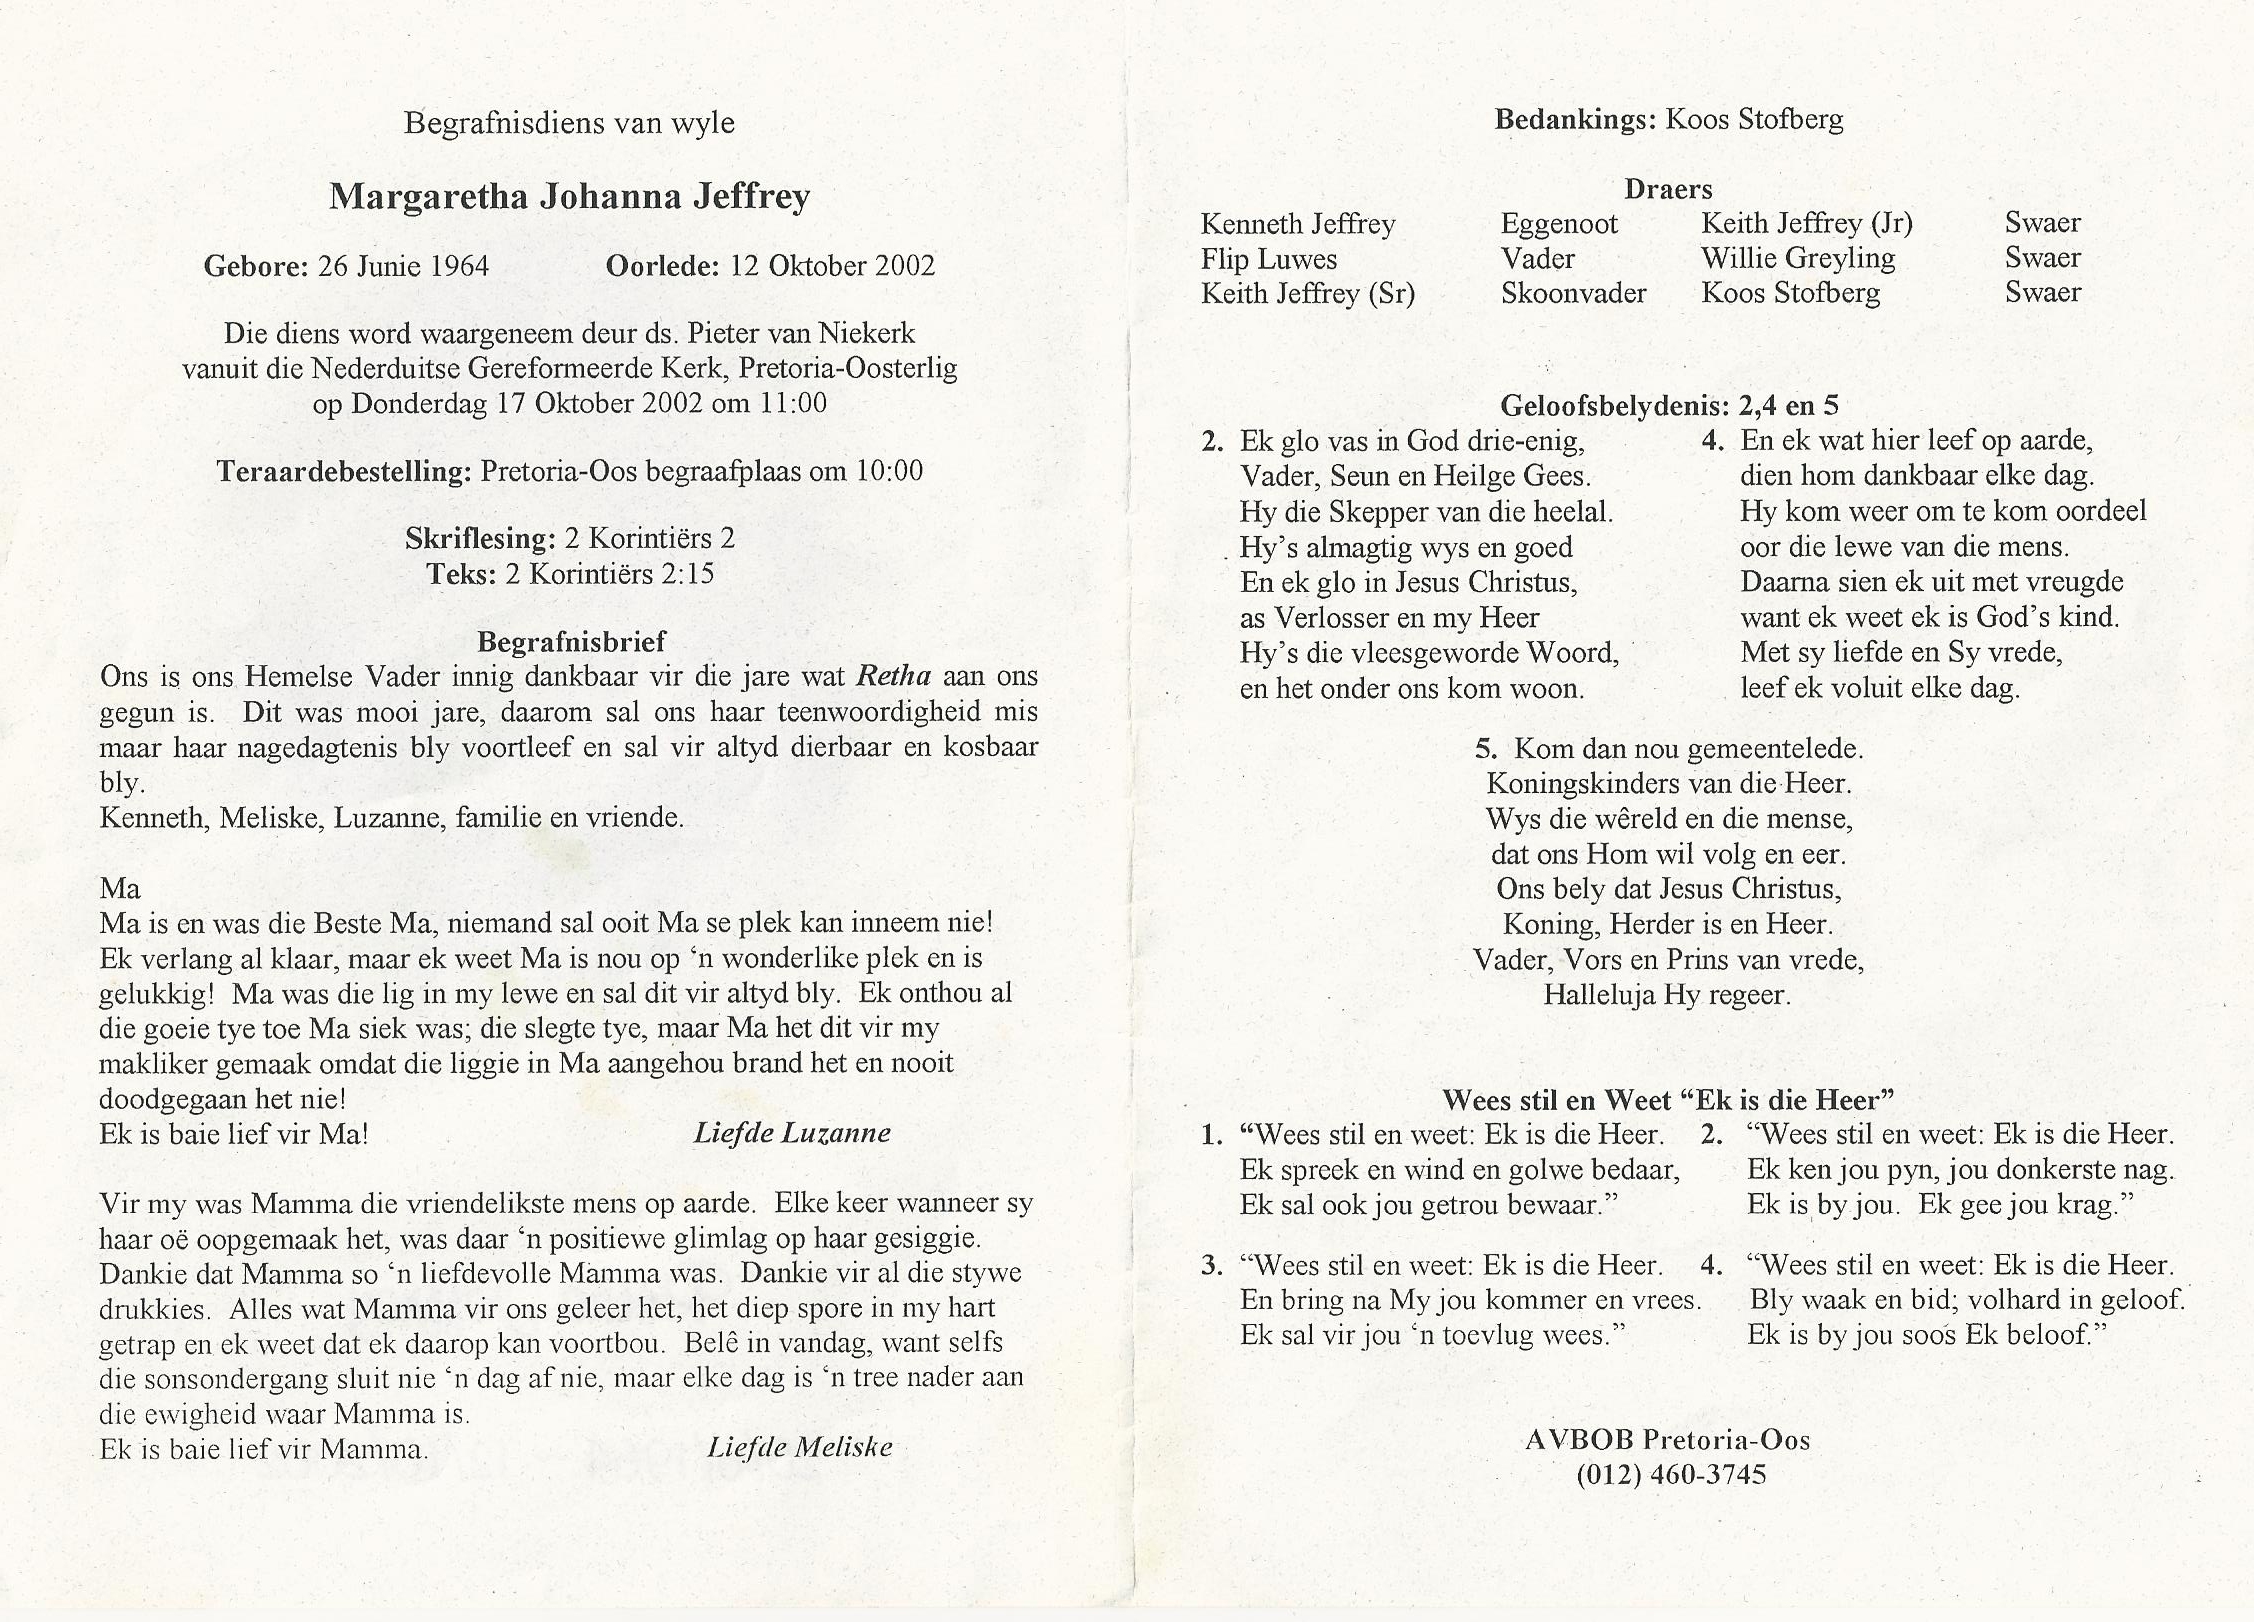 Begrafnisdiens van wyle
Margaretha Johanna Jeffrey
Gebore: 26 Junie 1964 Oorlede: 12 Oktober 2002
Die diens word waargeneem deur ds. Pieter van Niekerk
vanuit die Nederduitse Gereformeerde Kerk, Pretoria-Oosterlig
op Donderdag 17 Oktober 2002 om 11:00
Teraardebestelling: Pretoria-Oos begraafplaas om 10:00
Skriflesing: 2 Korintiërs 2
Teks: 2 Korintiërs 2:15
Begrafnisbrief
Ons is ons Hemelse Vader innig dankbaar vir die jare wat Retha aan ons
gegun is. Dit was mooi jare, daarom sal ons haar teenwoordigheid mis
maar haar nagedagtenis bly voortleef en sal vir altyd dierbaar en kosbaar
bly.
Kenneth, Meliske, Luzanne, familie en vriende.
Ma
Ma is en was die Beste Ma, niemand sal ooit Ma se plek kan inneem nie!
Ek verlang al klaar, maar ek weet Ma is nou op ‘n wonderlike plek en is
gelukkig! Ma was die lig in my lewe en sal dit vir altyd bly. Ek onthou al
die goeie tye toe Ma siek was; die slegte tye, maar Ma het dit vir my
makliker gemaak omdat die liggie in Ma aangehou brand het en nooit
doodgegaan het nie!
Ek is baie lief vir Ma! Liefde Luzanne
Vir my was Mamma die vriendelikste mens op aarde. Elke keer wanneer sy
haar oë oopgemaak het, was daar ‘n positiewe glimlag op haar gesiggie.
Dankie dat Mamma so ‘n liefdevolle Mamma was. Dankie vir al die stywe
drukkies. Alles wat Mamma vir ons geleer het, het diep spore in my hart
getrap en ek weet dat ek daarop kan voortbou. Belê in vandag, want selfs
die sonsondergang sluit nie ‘n dag af nie, maar elke dag is ‘n tree nader aan
die ewigheid waar Mamma is.
Ek is baie lief vir Mamma. Liefde Meliske
Bedankings: Koos Stofberg
Draers
Kenneth Jeffrey Eggenoot Keith Jeffrey (Jr) Swaer
Flip Luwes Vader Willie Greyling Swaer
Keith Jeffrey (Sr) Skoonvader Koos Stofberg Swaer
Geloofsbelydenis: 2,4 en 5
2. Ek glo vas in God drie-enig,
Vader, Seun en Heilge Gees.
Hy die Skepper van die heelal.
Hy’s almagtig wys en goed
En ek glo in Jesus Christus,
as Verlosser en my Heer
Hy’s die vleesgeworde Woord,
en het onder ons kom woon.
4. En ek wat hier leef op aarde,
dien hom dankbaar elke dag.
Hy kom weer om te kom oordeel
oor die lewe van die mens.
Daarna sien ek uit met vreugde
want ek weet ek is God’s kind.
Met sy liefde en Sy vrede,
leef ek voluit elke dag.
5. Kom dan nou gemeentelede.
Koningskinders van die Heer.
Wys die wêreld en die mense,
dat ons Hom wil volg en eer.
Ons bely dat Jesus Christus,
Koning, Herder is en Heer.
Vader, Vors en Prins van vrede,
Halleluja Hy regeer.
Wees stil en Weet “Ek is die Heer”
1. “Wees stil en weet: Ek is die Heer.
Ek spreek en wind en golwe bedaar,
Ek sal ook jou getrou bewaar.”
2. “Wees stil en weet: Ek is die Heer.
Ek ken jou pyn, jou donkerste nag.
Ek is by jou. Ek gee jou krag.”
3. “Wees stil en weet: Ek is die Heer.
En bring na My jou kommer en vrees.
Ek sal vir jou ‘n toevlug wees.”
4. “Wees stil en weet: Ek is die Heer.
Bly waak en bid; volhard in geloof.
Ek is by jou soos Ek beloof.”
AVBOB Pretoria-Oos
(012) 460-3745